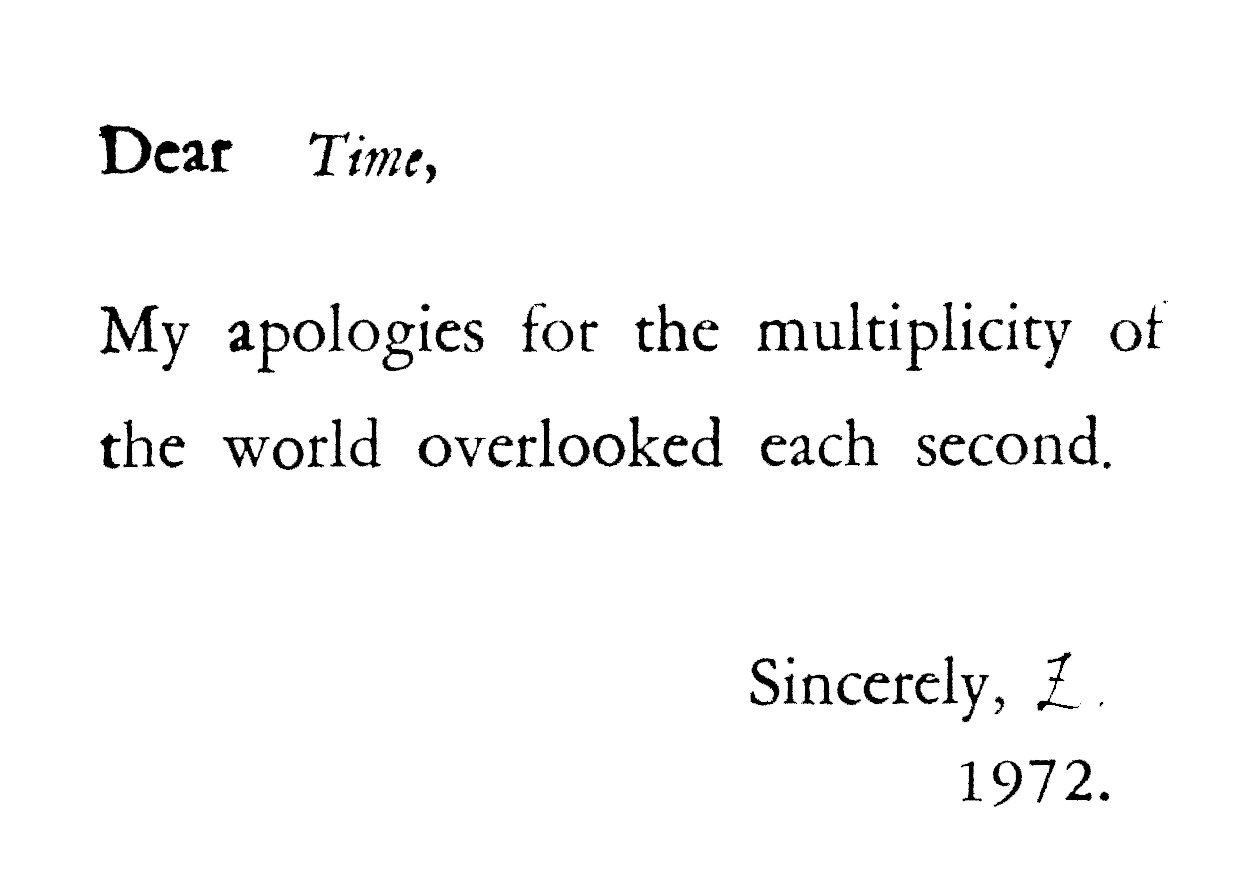 Dear Time,
My apologies for the multiplicity of
the world overlooked each second.
Sincerely, Z.
1972.